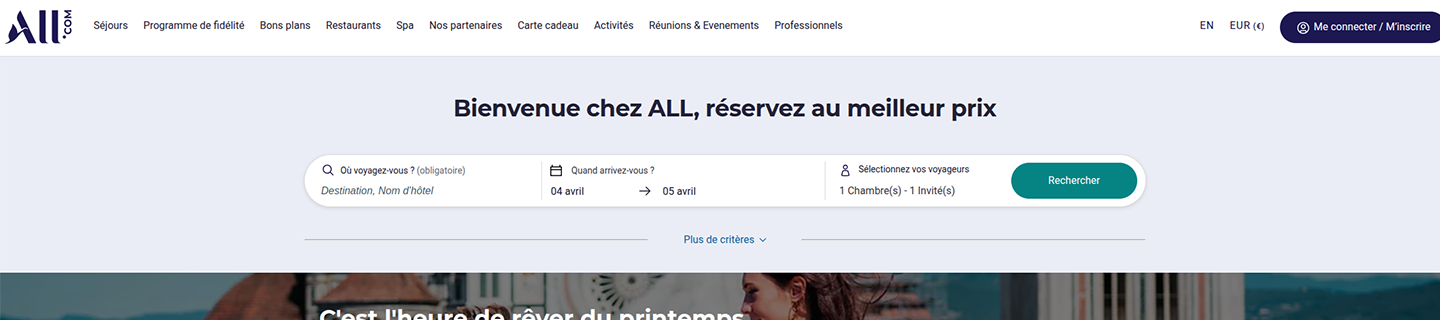 ALL.COM
Séjours Programme de fidélité Bons plans Restaurants Spa Nos partenaires Carte cadeau Activités Réunions & Evenements Professionnels EN EUR (€) Me connecter / M'inscrire
Bienvenue chez ALL, réservez au meilleur prix
Où voyagez-vous ? (obligatoire) Quand arrivez-vous ? Sélectionnez vos voyageurs
Destination, Nom d'hôtel 04 avril 05 avril 1 Chambre(s) - 1 Invité(s) Rechercher
Plus de critères
C'est l'heure de rêver du printemps